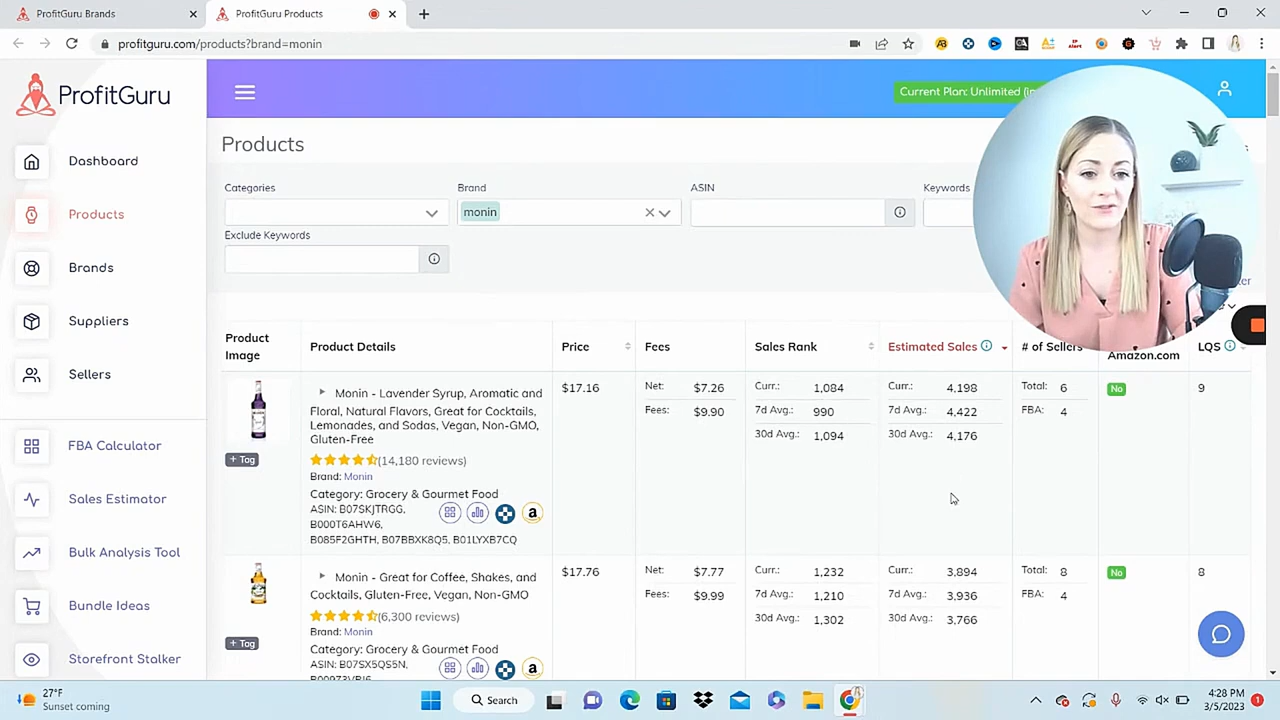 ProfitGuru Brands
ProfitGuru Products
profitguru.com/products?brand=monin
ProfitGuru
Current Plan: Unlimited
Dashboard
Products
Brands
Suppliers
Sellers
FBA Calculator
Sales Estimator
Bulk Analysis Tool
Bundle Ideas
Storefront Stalker
Products
Categories
Brand
ASIN
Keywords
monin
Exclude Keywords
Product Image
Product Details
Price
Fees
Sales Rank
Estimated Sales
# of Sellers
Amazon.com
LQS
Monin - Lavender Syrup, Aromatic and
Floral, Natural Flavors, Great for Cocktails,
Lemonades, and Sodas, Vegan, Non-GMO,
Gluten-Free
(14,180 reviews)
Brand: Monin
Category: Grocery & Gourmet Food
ASIN: B07SKJTRGG,
B000T6AHW6,
B085F2GHTH, B07BBXK8Q5, B01LYXB7CQ
+ Tag
$17.16
Net: $7.26
Fees: $9.90
Curr.: 1,084
7d Avg.: 990
30d Avg.: 1,094
Curr.: 4,198
7d Avg.: 4,422
30d Avg.: 4,176
Total: 6
FBA: 4
No
9
Monin - Great for Coffee, Shakes, and
Cocktails, Gluten-Free, Vegan, Non-GMO
(6,300 reviews)
Brand: Monin
Category: Grocery & Gourmet Food
ASIN: B07SX5QS5N,
+ Tag
$17.76
Net: $7.77
Fees: $9.99
Curr.: 1,232
7d Avg.: 1,210
30d Avg.: 1,302
Curr.: 3,894
7d Avg.: 3,936
30d Avg.: 3,766
Total: 8
FBA: 4
No
8
27°F
Sunset coming
Search
4:28 PM
3/5/2023
1